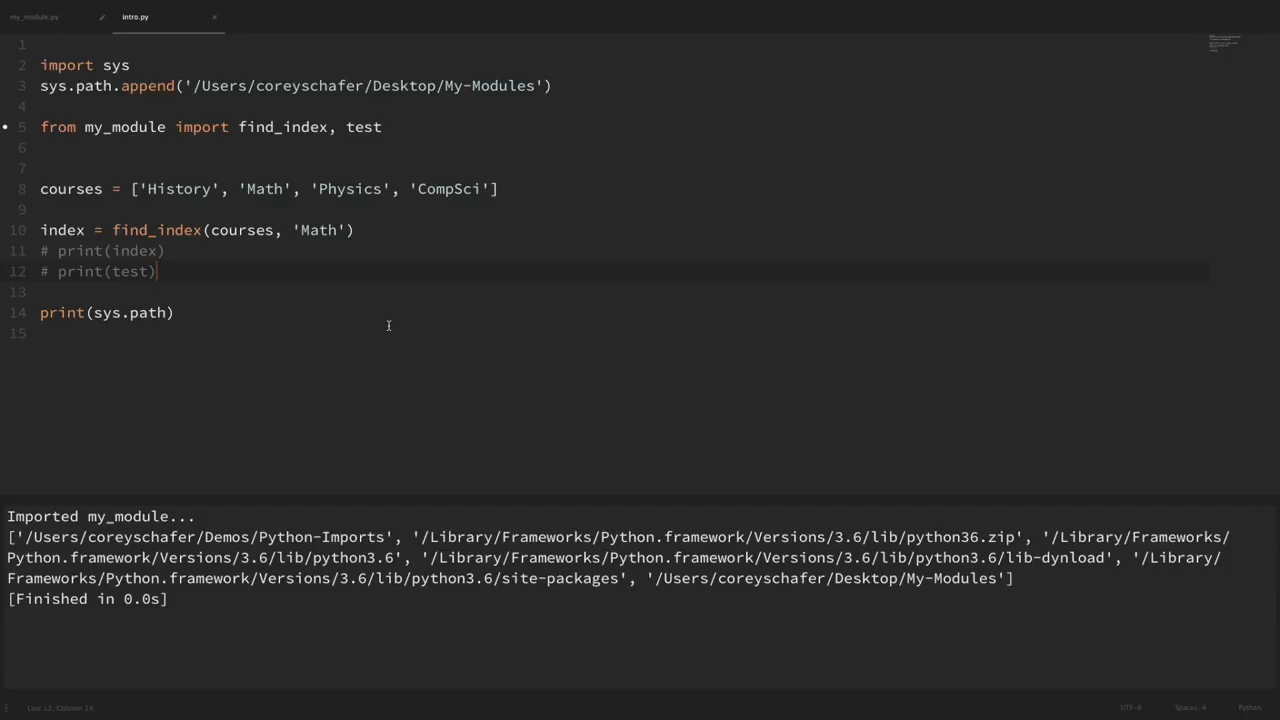 my_module.py
intro.py ×
1
2 import sys
3 sys.path.append('/Users/coreyschafer/Desktop/My-Modules')
4
5 from my_module import find_index, test
6
7
8 courses = ['History', 'Math', 'Physics', 'CompSci']
9
10 index = find_index(courses, 'Math')
11 # print(index)
12 # print(test)
13
14 print(sys.path)
15
Imported my_module...
['/Users/coreyschafer/Demos/Python-Imports', '/Library/Frameworks/Python.framework/Versions/3.6/lib/python36.zip', '/Library/Frameworks/
Python.framework/Versions/3.6/lib/python3.6', '/Library/Frameworks/Python.framework/Versions/3.6/lib/python3.6/lib-dynload', '/Library/
Frameworks/Python.framework/Versions/3.6/lib/python3.6/site-packages', '/Users/coreyschafer/Desktop/My-Modules']
[Finished in 0.0s]
Line 12, Column 14
UTF-8
Spaces: 4
Python